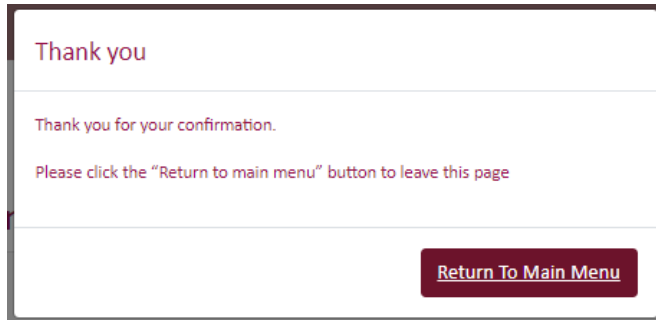 Thank you
Thank you for your confirmation.
Please click the “Return to main menu” button to leave this page
Return To Main Menu